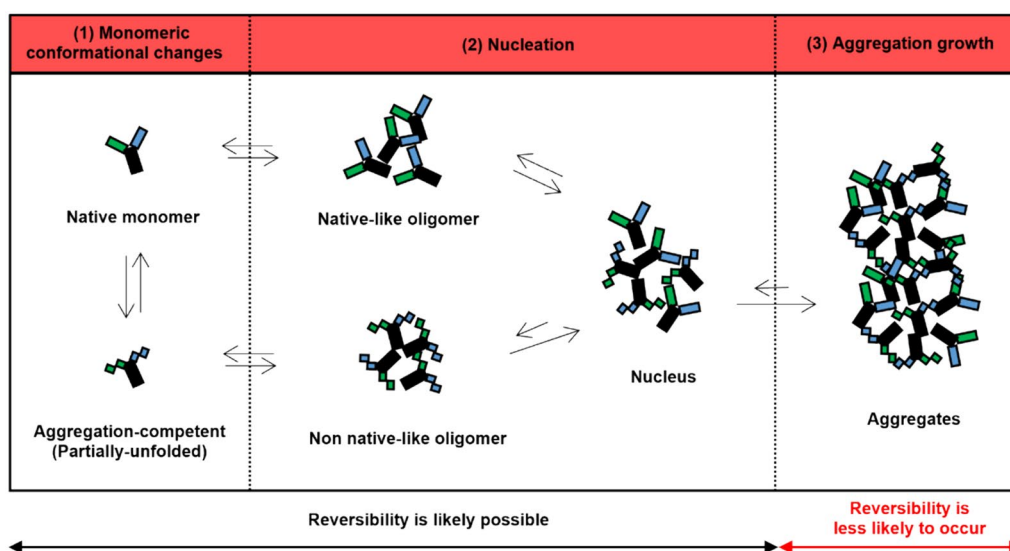 (1) Monomeric
conformational changes
(2) Nucleation
(3) Aggregation growth
Native monomer
Native-like oligomer
Nucleus
Aggregates
Aggregation-competent
(Partially-unfolded)
Non native-like oligomer
Reversibility is likely possible
Reversibility is
less likely to occur